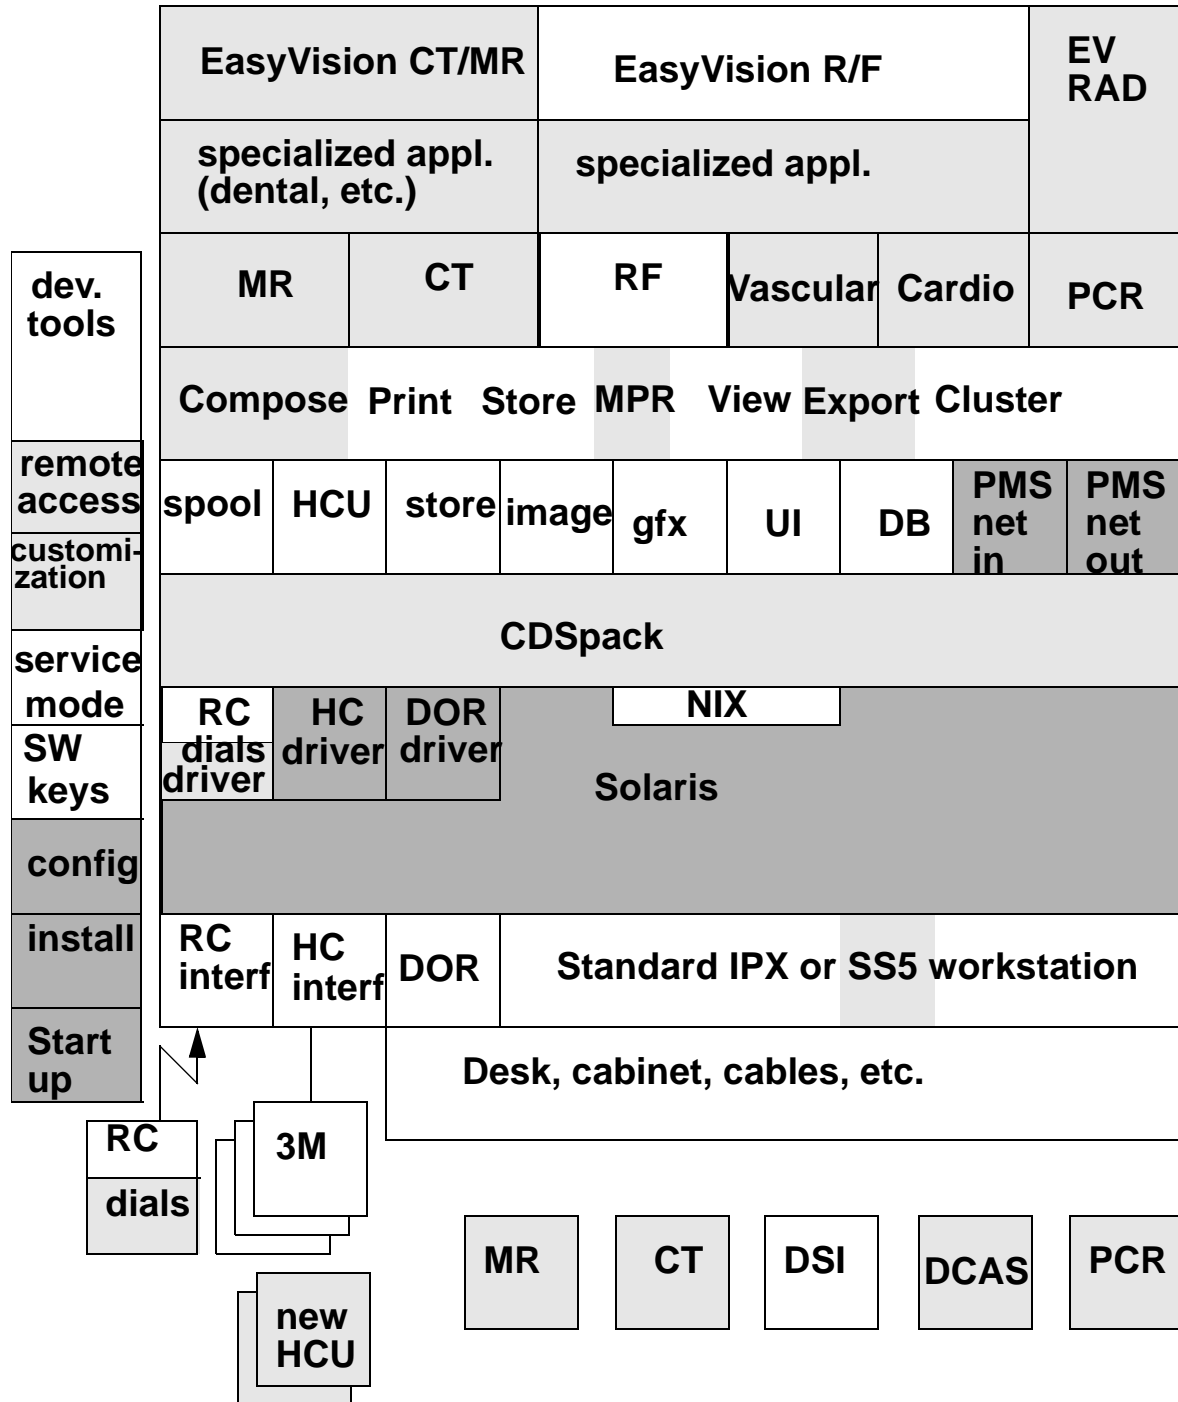 EasyVision CT/MR
EasyVision R/F
EV
RAD
specialized appl.
(dental, etc.)
specialized appl.
MR
CT
RF
Vascular
Cardio
PCR
Compose
Print
Store
MPR
View
Export
Cluster
spool
HCU
store
image
gfx
UI
DB
PMS
net
in
PMS
net
out
CDSpack
RC
dials
driver
HC
driver
DOR
driver
NIX
Solaris
RC
interf
HC
interf
DOR
Standard IPX or SS5 workstation
Desk, cabinet, cables, etc.
dev.
tools
remote
access
customi-
zation
service
mode
SW
keys
config
install
Start
up
RC
dials
3M
new
HCU
MR
CT
DSI
DCAS
PCR